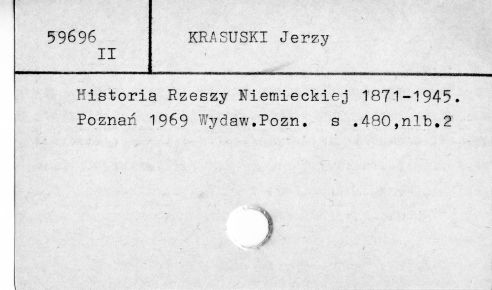 59696 KRASUSKI Jerzy
II
Historia Rzeszy Niemieckiej 1871-1945.
Poznań 1969 Wydaw.Pozn. s .480,nlb.2